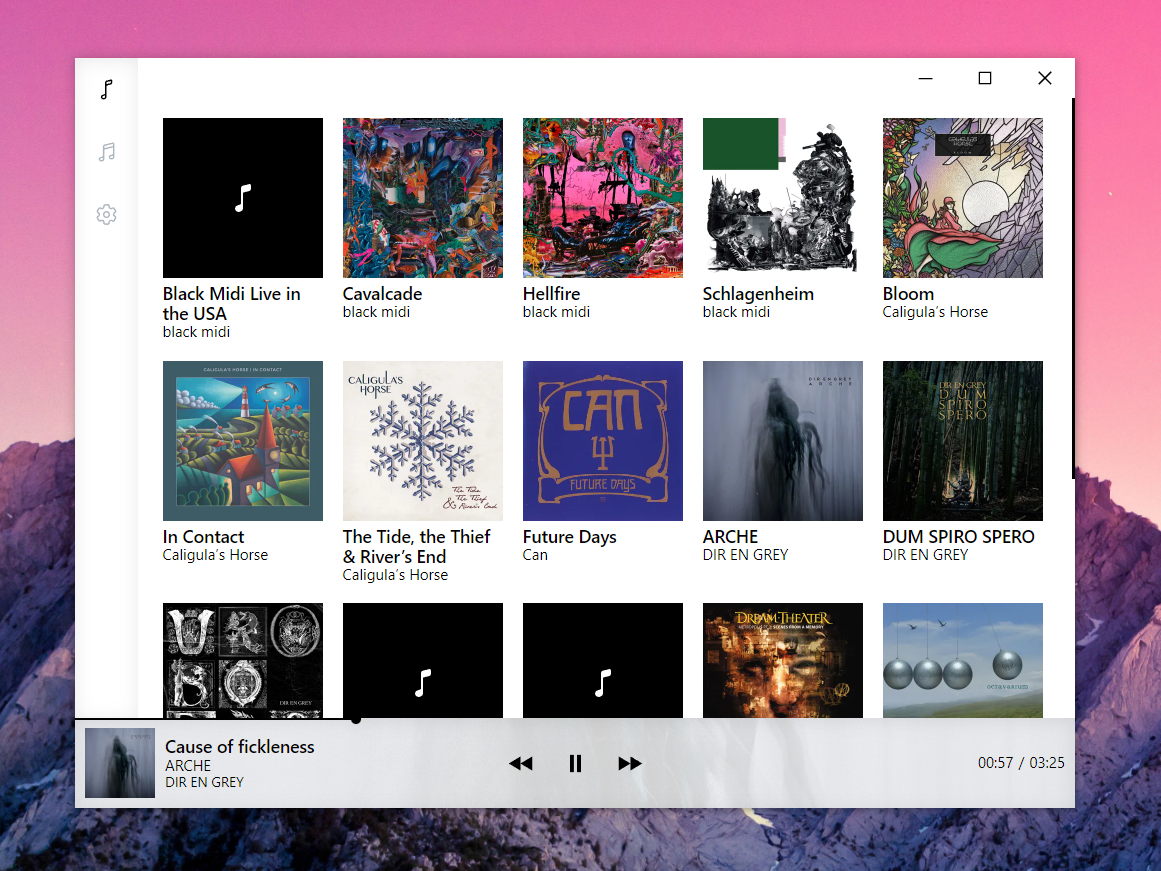 Black Midi Live in
the USA
black midi
Cavalcade
black midi
Hellfire
black midi
Schlagenheim
black midi
CALIGULA'S
HORSE
BLOOM
Bloom
Caligula’s Horse
CALIGULA'S HORSE | IN CONTACT
In Contact
Caligula’s Horse
CALIGULA'S
HORSE
The Tide,
The Thief
& River's End
The Tide, the Thief
& River’s End
Caligula’s Horse
CAN
FUTURE DAYS
Future Days
Can
DIR EN GREY
ARCHE
ARCHE
DIR EN GREY
DIR EN GREY
DUM
SPIRO
SPERO
DUM SPIRO SPERO
DIR EN GREY
U R O
B
DIR EN GREY
DREAM THEATER
METROPOLIS PT. 2: SCENES FROM A MEMORY
OCTAVARIUM
Cause of fickleness
ARCHE
DIR EN GREY
00:57 / 03:25